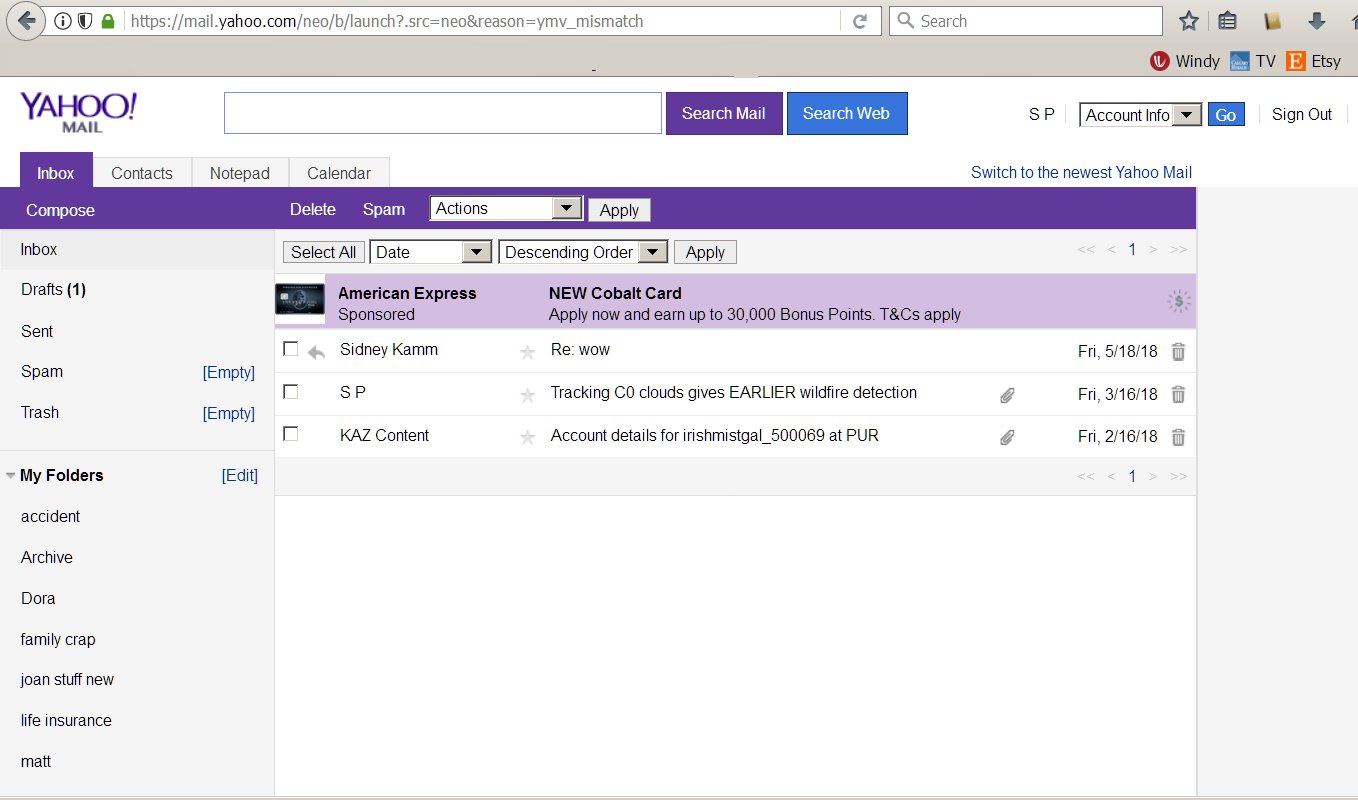 https://mail.yahoo.com/neo/b/launch?.src=neo&reason=ymv_mismatch
Search
Windy TV Etsy
YAHOO!
MAIL
Search Mail Search Web
S P Account Info Go Sign Out
Inbox Contacts Notepad Calendar
Switch to the newest Yahoo Mail
Compose Delete Spam Actions Apply
Inbox
Select All Date Descending Order Apply << < 1 > >>
Drafts (1)
American Express NEW Cobalt Card
Sponsored Apply now and earn up to 30,000 Bonus Points. T&Cs apply
Sent
Sidney Kamm Re: wow Fri, 5/18/18
Spam [Empty]
S P Tracking C0 clouds gives EARLIER wildfire detection Fri, 3/16/18
Trash [Empty]
KAZ Content Account details for irishmistgal_500069 at PUR Fri, 2/16/18
My Folders [Edit]
<< < 1 > >>
accident
Archive
Dora
family crap
joan stuff new
life insurance
matt